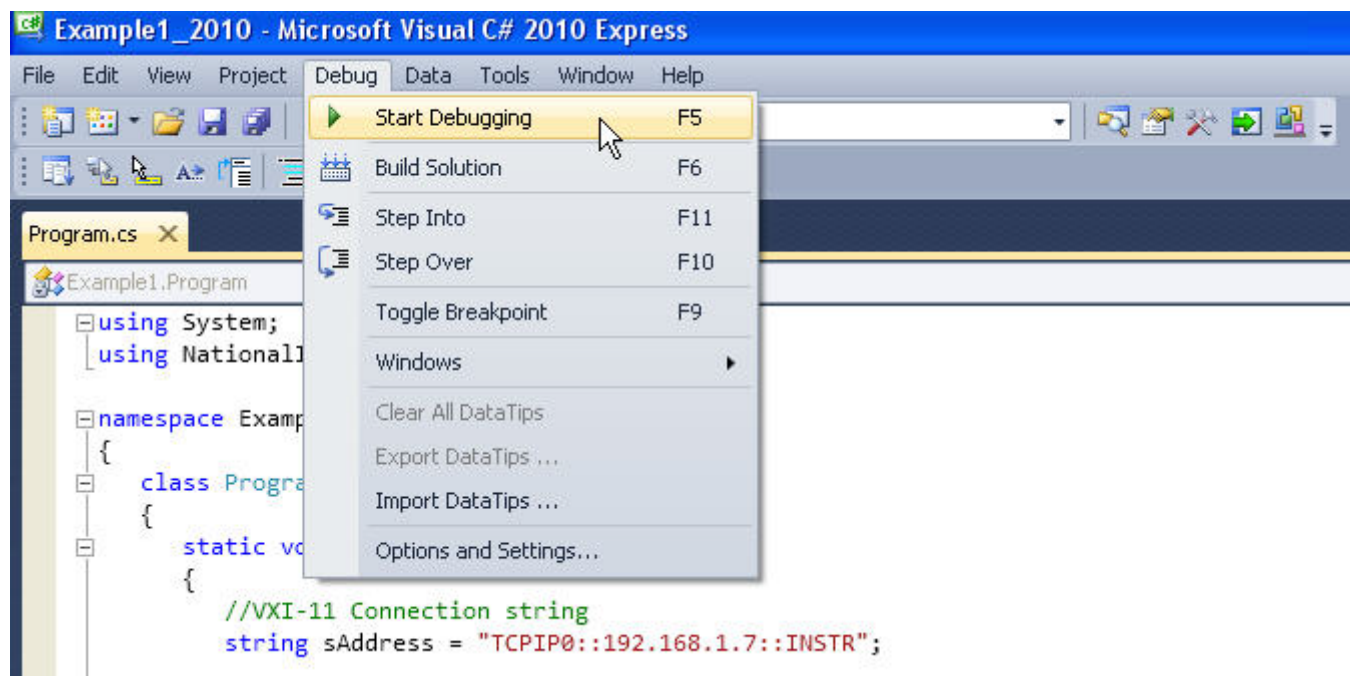 Example1_2010 - Microsoft Visual C# 2010 Express
File Edit View Project Debug Data Tools Window Help
Start Debugging F5
Build Solution F6
Step Into F11
Step Over F10
Toggle Breakpoint F9
Windows
Clear All DataTips
Export DataTips ...
Import DataTips ...
Options and Settings...
Program.cs
Example1.Program
using System;
using NationalI
namespace Examp
{
class Progra
{
static vo
{
//VXI-11 Connection string
string sAddress = "TCPIP0::192.168.1.7::INSTR";